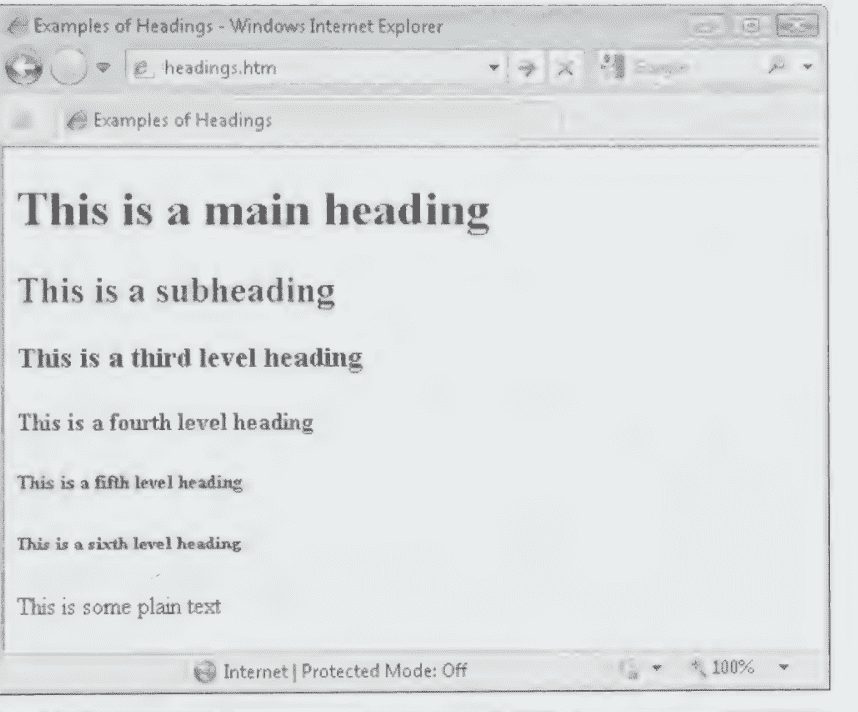 Examples of Headings - Windows Internet Explorer
headings.htm
Examples of Headings
This is a main heading
This is a subheading
This is a third level heading
This is a fourth level heading
This is a fifth level heading
This is a sixth level heading
This is some plain text
Internet | Protected Mode: Off
100%